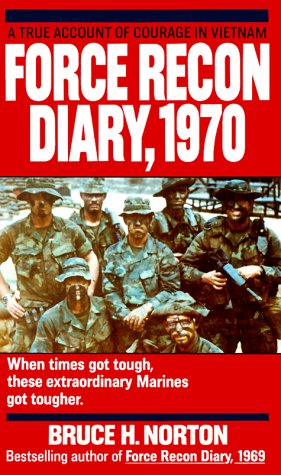 A TRUE ACCOUNT OF COURAGE IN VIETNAM
FORCE RECON
DIARY, 1970
When times got tough,
these extraordinary Marines
got tougher.
BRUCE H. NORTON
Bestselling author of Force Recon Diary, 1969